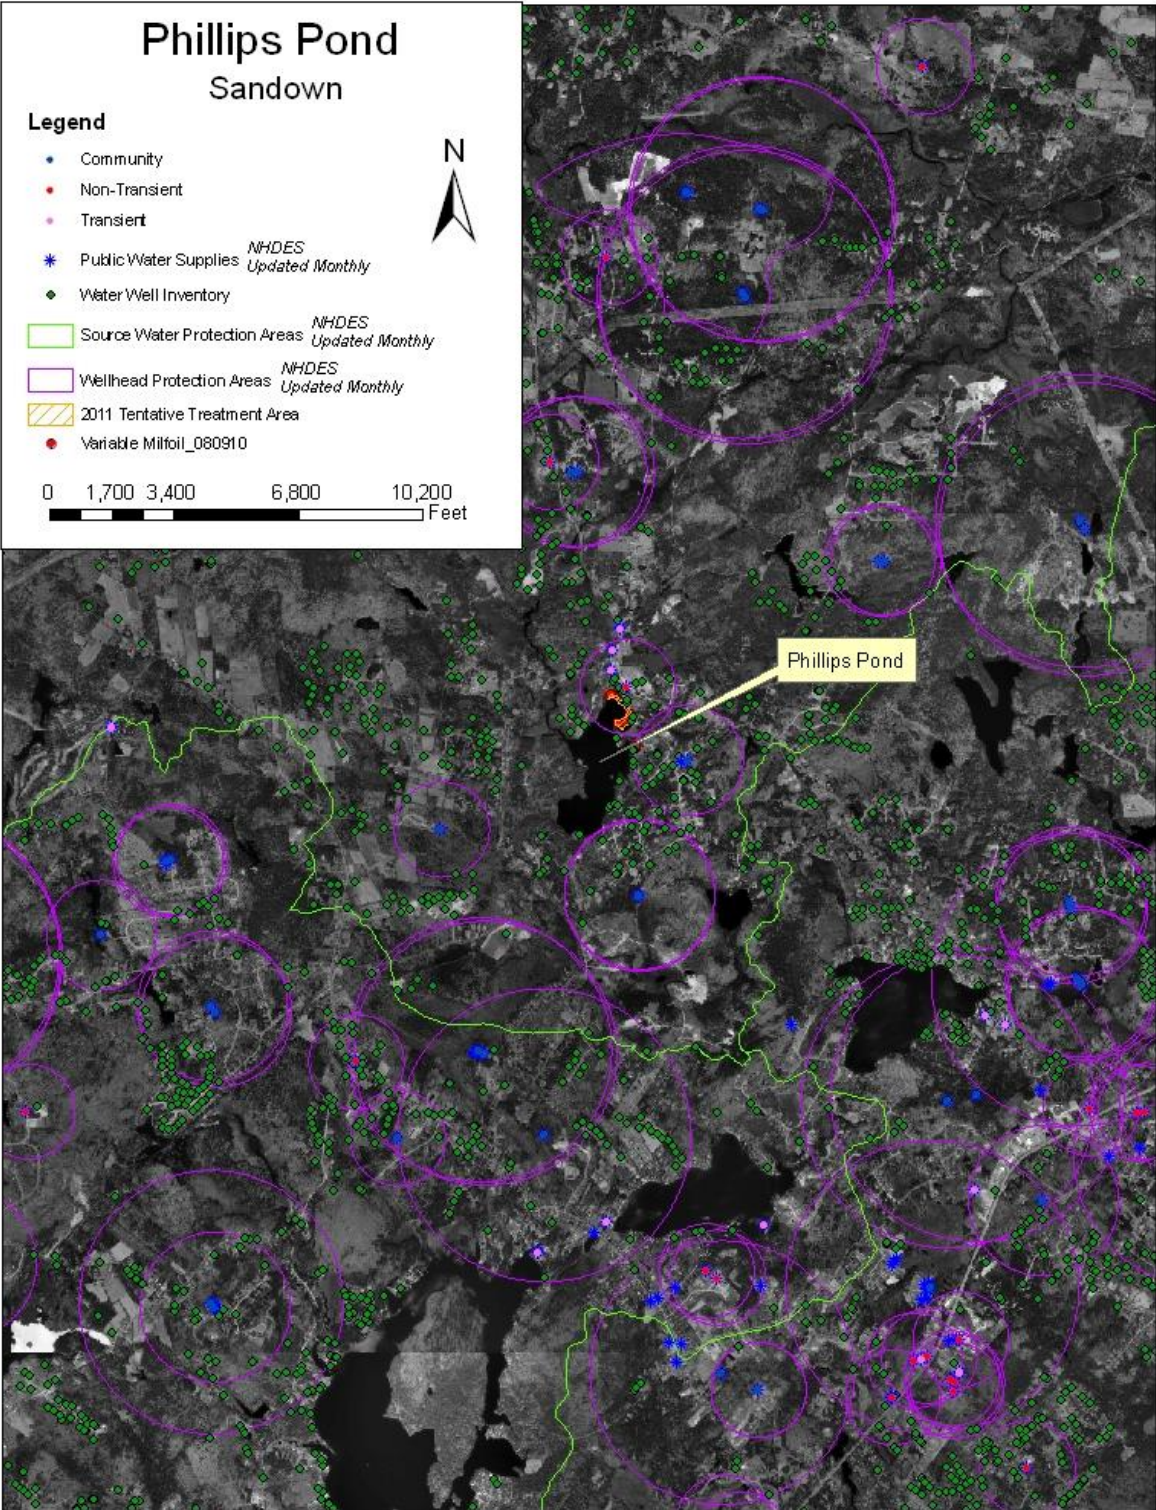 Phillips Pond
Sandown
Legend
N
Community
Non-Transient
Transient
Public Water Supplies NHDES
Updated Monthly
Water Well Inventory
Source Water Protection Areas NHDES
Updated Monthly
Wellhead Protection Areas NHDES
Updated Monthly
2011 Tentative Treatment Area
Variable Milfoil_080910
0 1,700 3,400 6,800 10,200
Feet
Phillips Pond